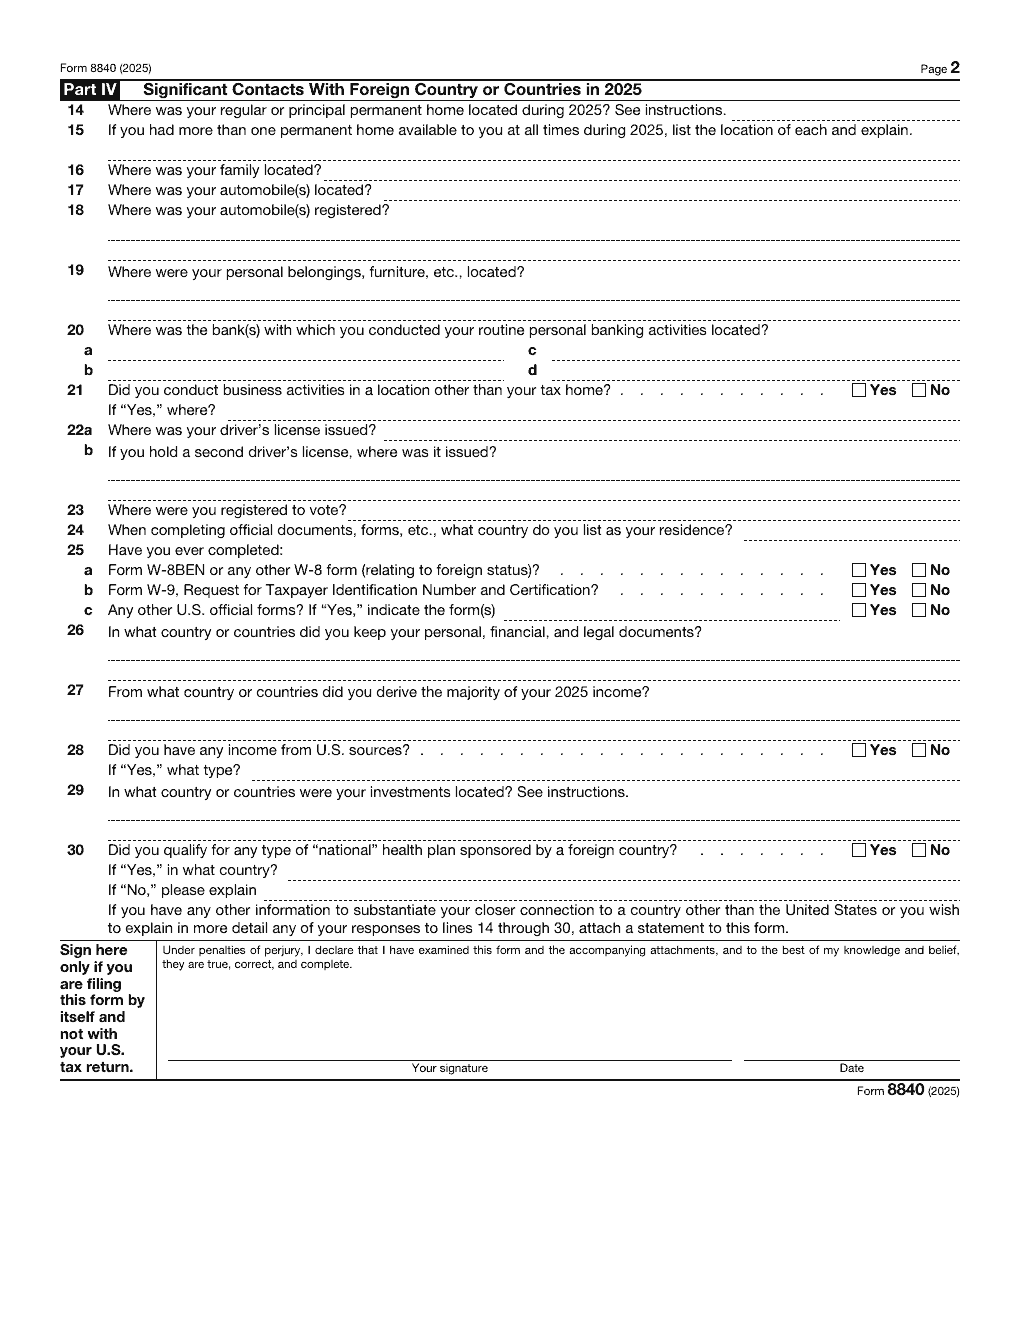 Form 8840 (2025) Page 2
Part IV Significant Contacts With Foreign Country or Countries in 2025
14 Where was your regular or principal permanent home located during 2025? See instructions.
15 If you had more than one permanent home available to you at all times during 2025, list the location of each and explain.
16 Where was your family located?
17 Where was your automobile(s) located?
18 Where was your automobile(s) registered?
19 Where were your personal belongings, furniture, etc., located?
20 Where was the bank(s) with which you conducted your routine personal banking activities located?
a c
b d
21 Did you conduct business activities in a location other than your tax home? . . . . . . . . . . . Yes No
If “Yes,” where?
22a Where was your driver’s license issued?
b If you hold a second driver’s license, where was it issued?
23 Where were you registered to vote?
24 When completing official documents, forms, etc., what country do you list as your residence?
25 Have you ever completed:
a Form W-8BEN or any other W-8 form (relating to foreign status)? . . . . . . . . . . . . . . Yes No
b Form W-9, Request for Taxpayer Identification Number and Certification? . . . . . . . . . . . Yes No
c Any other U.S. official forms? If “Yes,” indicate the form(s) Yes No
26 In what country or countries did you keep your personal, financial, and legal documents?
27 From what country or countries did you derive the majority of your 2025 income?
28 Did you have any income from U.S. sources? . . . . . . . . . . . . . . . . . . . . . Yes No
If “Yes,” what type?
29 In what country or countries were your investments located? See instructions.
30 Did you qualify for any type of “national” health plan sponsored by a foreign country? . . . . . . . Yes No
If “Yes,” in what country?
If “No,” please explain
If you have any other information to substantiate your closer connection to a country other than the United States or you wish
to explain in more detail any of your responses to lines 14 through 30, attach a statement to this form.
Sign here
only if you
are filing
this form by
itself and
not with
your U.S.
tax return.
Under penalties of perjury, I declare that I have examined this form and the accompanying attachments, and to the best of my knowledge and belief,
they are true, correct, and complete.
Your signature Date
Form 8840 (2025)